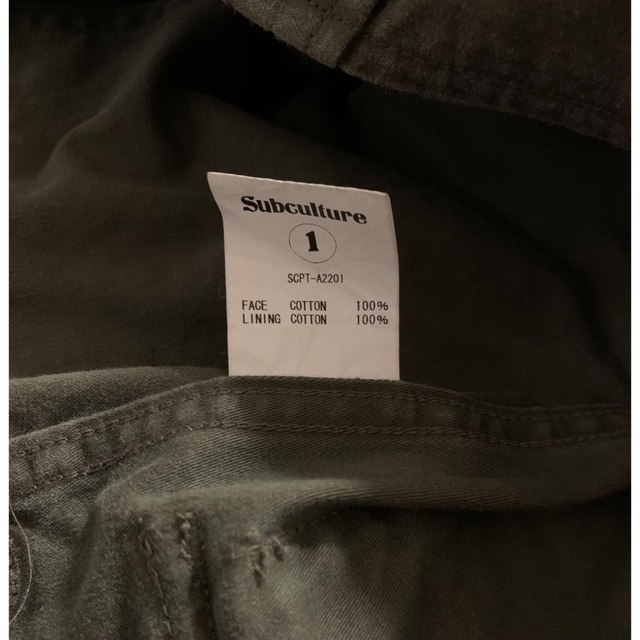 Subculture
1
SCPT-A2201
FACE COTTON 100%
LINING COTTON 100%